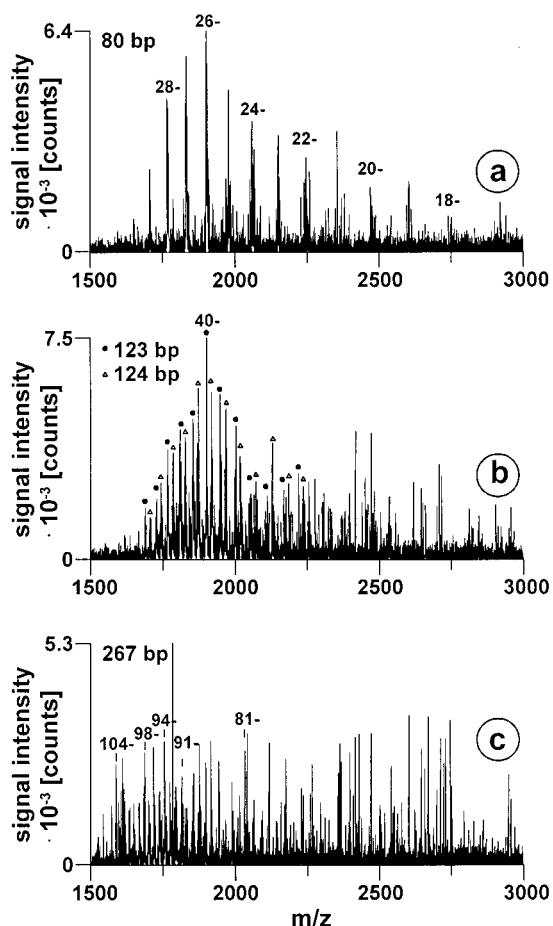 6.4
80 bp
26-
28-
24-
22-
20-
18-
a
signal intensity
· 10⁻³ [counts]
0
1500 2000 2500 3000
7.5
40-
• 123 bp
△ 124 bp
b
signal intensity
· 10⁻³ [counts]
0
1500 2000 2500 3000
5.3
267 bp
104-
98-
94-
91-
81-
c
signal intensity
· 10⁻³ [counts]
0
1500 2000 2500 3000
m/z